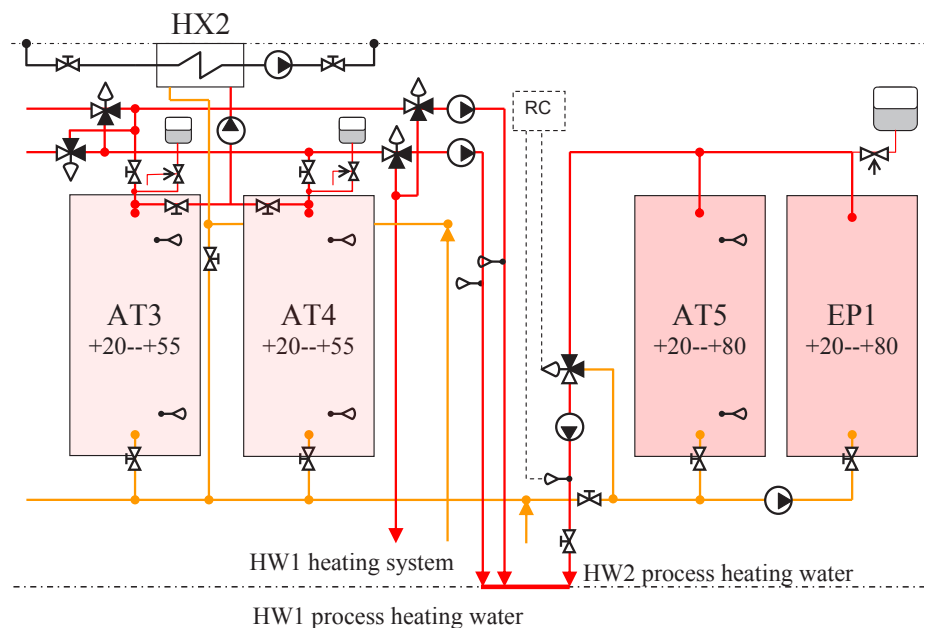 HX2
RC
AT3
+20--+55
AT4
+20--+55
AT5
+20--+80
EP1
+20--+80
HW1 heating system
HW2 process heating water
HW1 process heating water